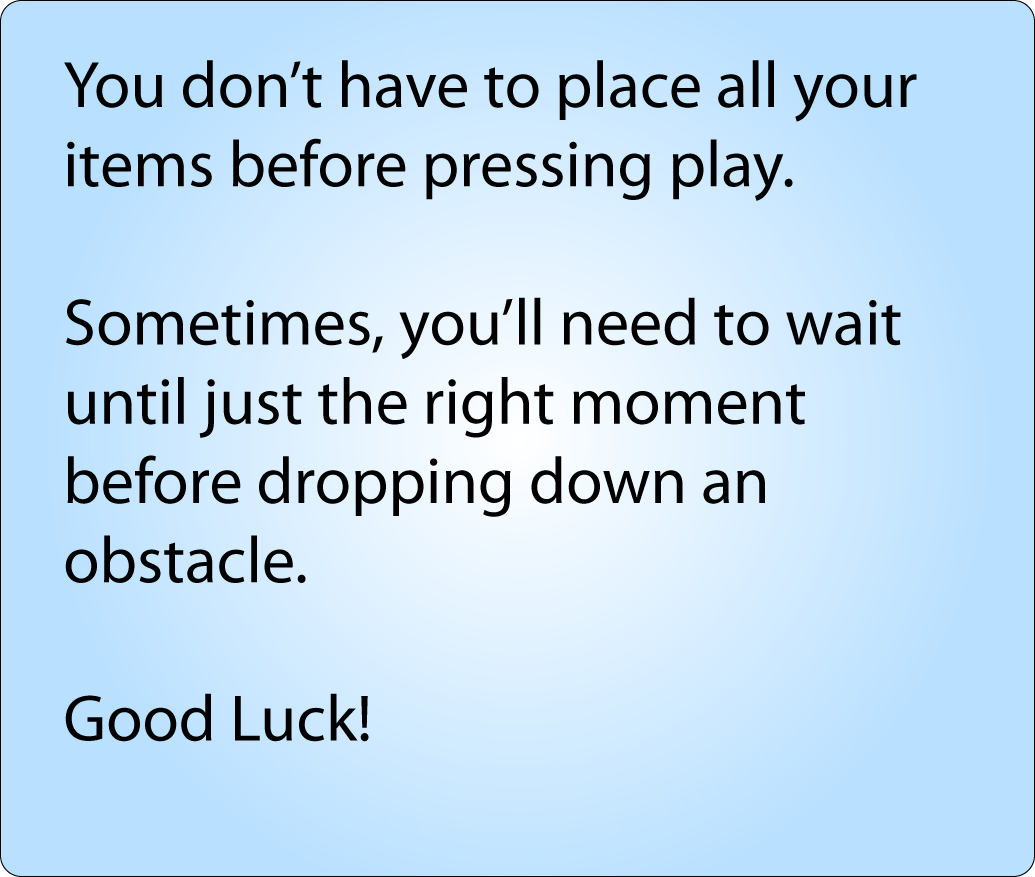 You don’t have to place all your
items before pressing play.
Sometimes, you’ll need to wait
until just the right moment
before dropping down an
obstacle.
Good Luck!